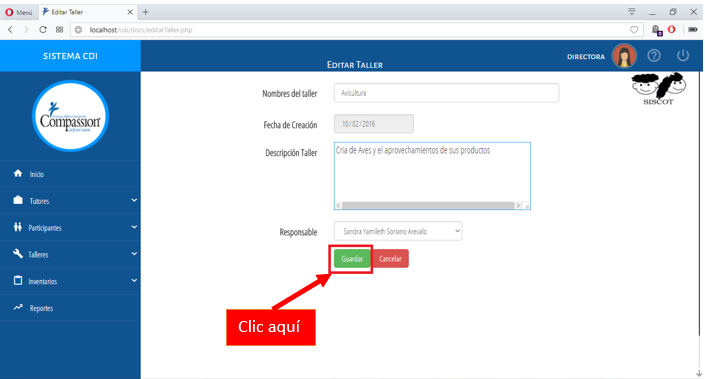 Menú
Editar Taller
localhost/cdi/docs/editarTaller.php
SISTEMA CDI
DIRECTORA
EDITAR TALLER
Compassion
SISCOT
Nombres del taller
Avicultura
Fecha de Creación
10/02/2016
Descripción Taller
Cria de Aves y el aprovechamientos de sus productos
Inicio
Tutores
Participantes
Talleres
Inventarios
Reportes
Responsable
Sandra Yamileth Soriano Arevalo
Guardar
Cancelar
Clic aquí